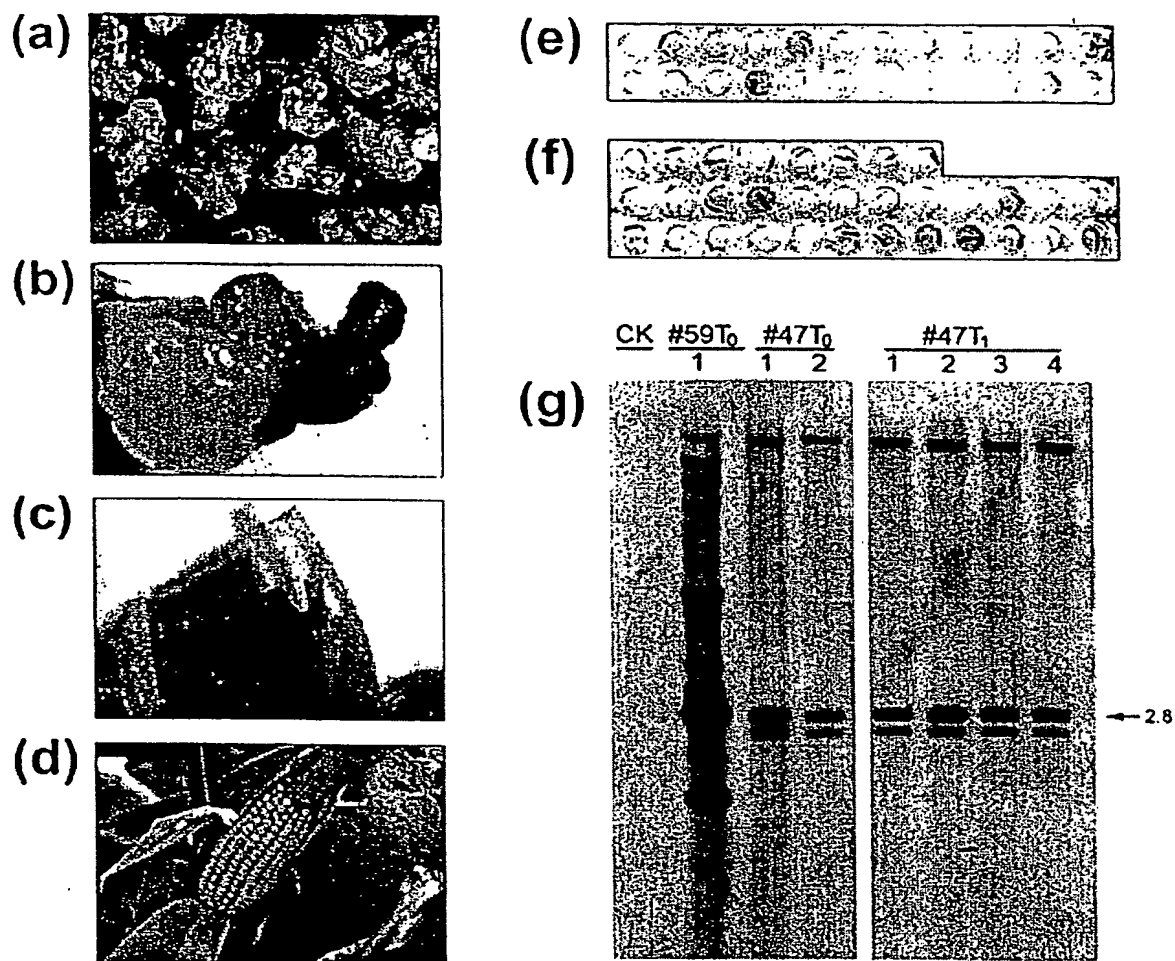 (a)
(b)
(c)
(d)
(e)
(f)
CK #59T₀ #47T₀ #47T₁
1 1 2 1 2 3 4
(g)
2.8